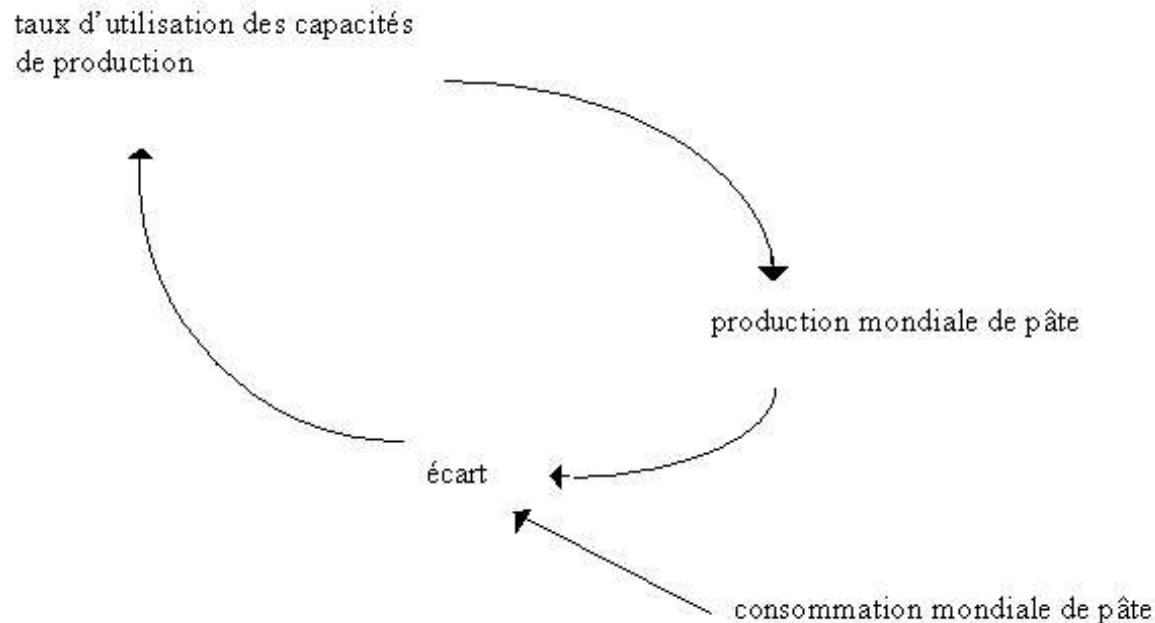 taux d'utilisation des capacités
de production
production mondiale de pâte
écart
consommation mondiale de pâte